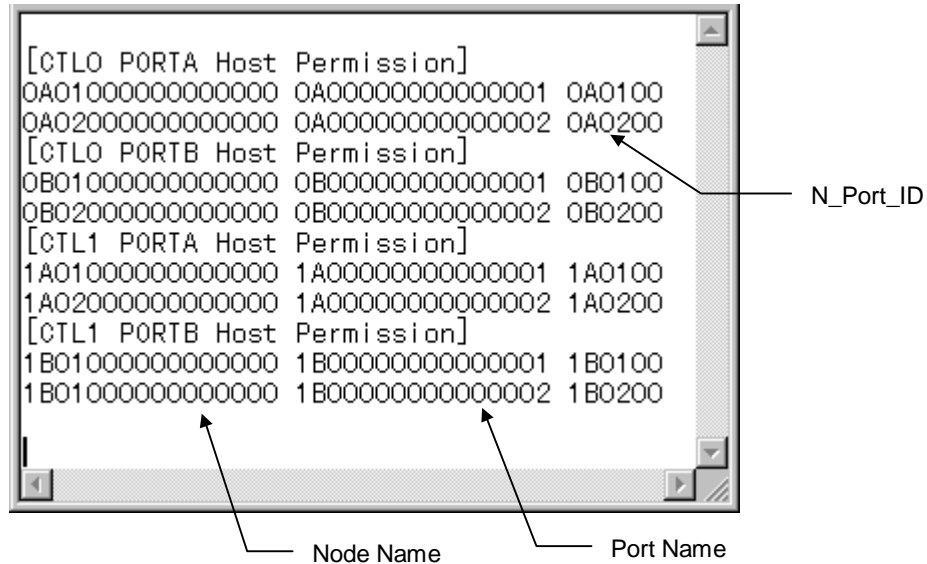 [CTL0 PORTA Host Permission]
0A01000000000000 0A00000000000001 0A0100
0A02000000000000 0A00000000000002 0A0200
[CTL0 PORTB Host Permission]
0B01000000000000 0B00000000000001 0B0100
0B02000000000000 0B00000000000002 0B0200
[CTL1 PORTA Host Permission]
1A01000000000000 1A00000000000001 1A0100
1A02000000000000 1A00000000000002 1A0200
[CTL1 PORTB Host Permission]
1B01000000000000 1B00000000000001 1B0100
1B01000000000000 1B00000000000002 1B0200
N_Port_ID
Node Name
Port Name